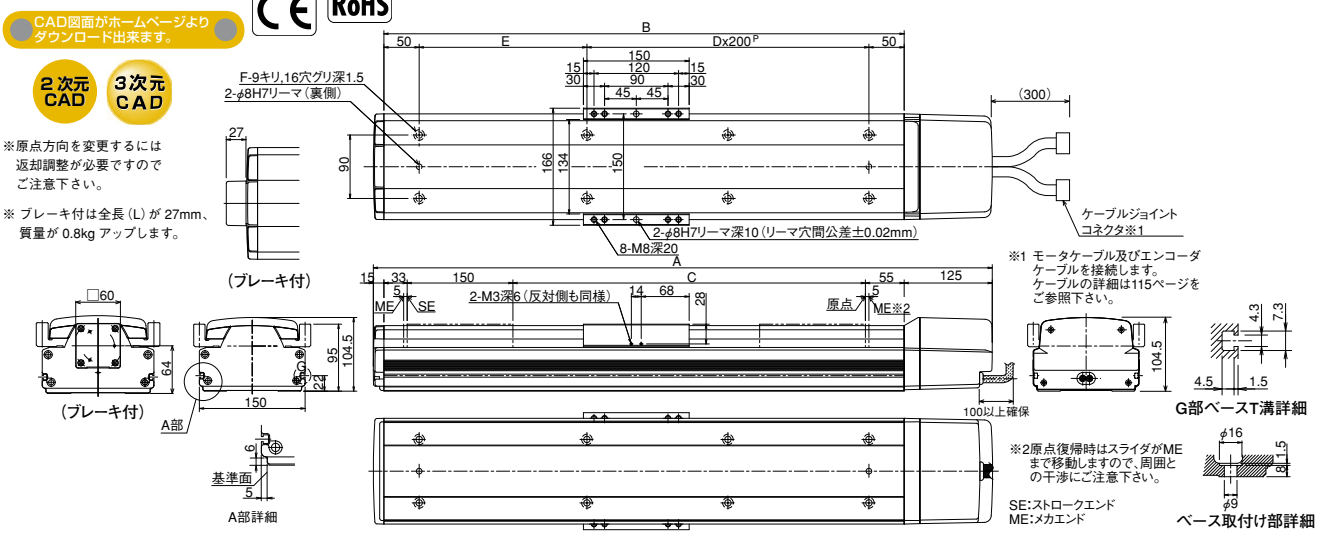 CAD図面がホームページより
ダウンロード出来ます。
CE
RoHS
2次元
CAD
3次元
CAD
※原点方向を変更するには
返却調整が必要ですので
ご注意下さい。
※ ブレーキ付は全長(L)が27mm、
質量が0.8kgアップします。
27
(ブレーキ付)
B
50
E
Dx200P
50
150
15
120
15
30
90
30
45
45
F-9キリ,16穴グリ深1.5
2-φ8H7リーマ(裏側)
90
166
134
150
(300)
2-φ8H7リーマ深10(リーマ穴間公差±0.02mm)
8-M8深20
ケーブルジョイント
コネクタ※1
※1 モータケーブル及びエンコーダ
ケーブルを接続します。
ケーブルの詳細は115ページを
ご参照下さい。
A
15
33
150
C
55
125
5
5
ME
SE
2-M3深6(反対側も同様)
14
68
28
原点
ME※2
100以上確保
□60
64
(ブレーキ付)
G
22
95
104.5
150
A部
6
基準面
5
A部詳細
104.5
4.3
7.3
4.5
1.5
G部ベースT溝詳細
※2原点復帰時はスライダがME
まで移動しますので、周囲と
の干渉にご注意下さい。
SE:ストロークエンド
ME:メカエンド
φ16
1.5
8
φ9
ベース取付け部詳細